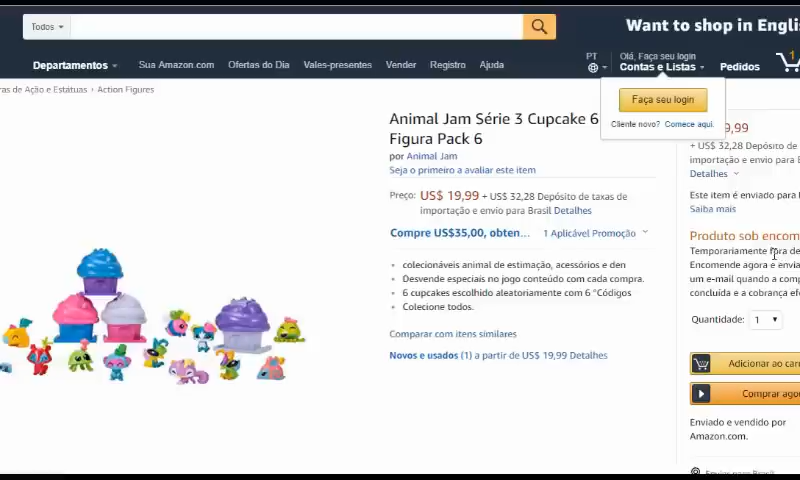 Todos
Want to shop in Englis
Departamentos Sua Amazon.com Ofertas do Dia Vales-presentes Vender Registro Ajuda
PT
Olá, Faça seu login
Contas e Listas Pedidos 1
ras de Ação e Estátuas › Action Figures
Faça seu login
Cliente novo? Comece aqui.
Animal Jam Série 3 Cupcake 6
Figura Pack 6
por Animal Jam
Seja o primeiro a avaliar este item
Preço: US$ 19,99 + US$ 32,28 Depósito de taxas de
importação e envio para Brasil Detalhes
Compre US$35,00, obten... 1 Aplicável Promoção
colecionáveis animal de estimação, acessórios e den
Desvende especiais no jogo conteúdo com cada compra.
6 cupcakes escolhido aleatoriamente com 6 "Códigos
Colecione todos.
Comparar com itens similares
Novos e usados (1) a partir de US$ 19,99 Detalhes
9,99
+ US$ 32,28 Depósito de
importação e envio para B
Detalhes
Este item é enviado para
Saiba mais
Produto sob encom
Temporariamente fora de
Encomende agora e envia
um e-mail quando a comp
concluída e a cobrança efe
Quantidade: 1
Adicionar ao carr
Comprar agor
Enviado e vendido por
Amazon.com.